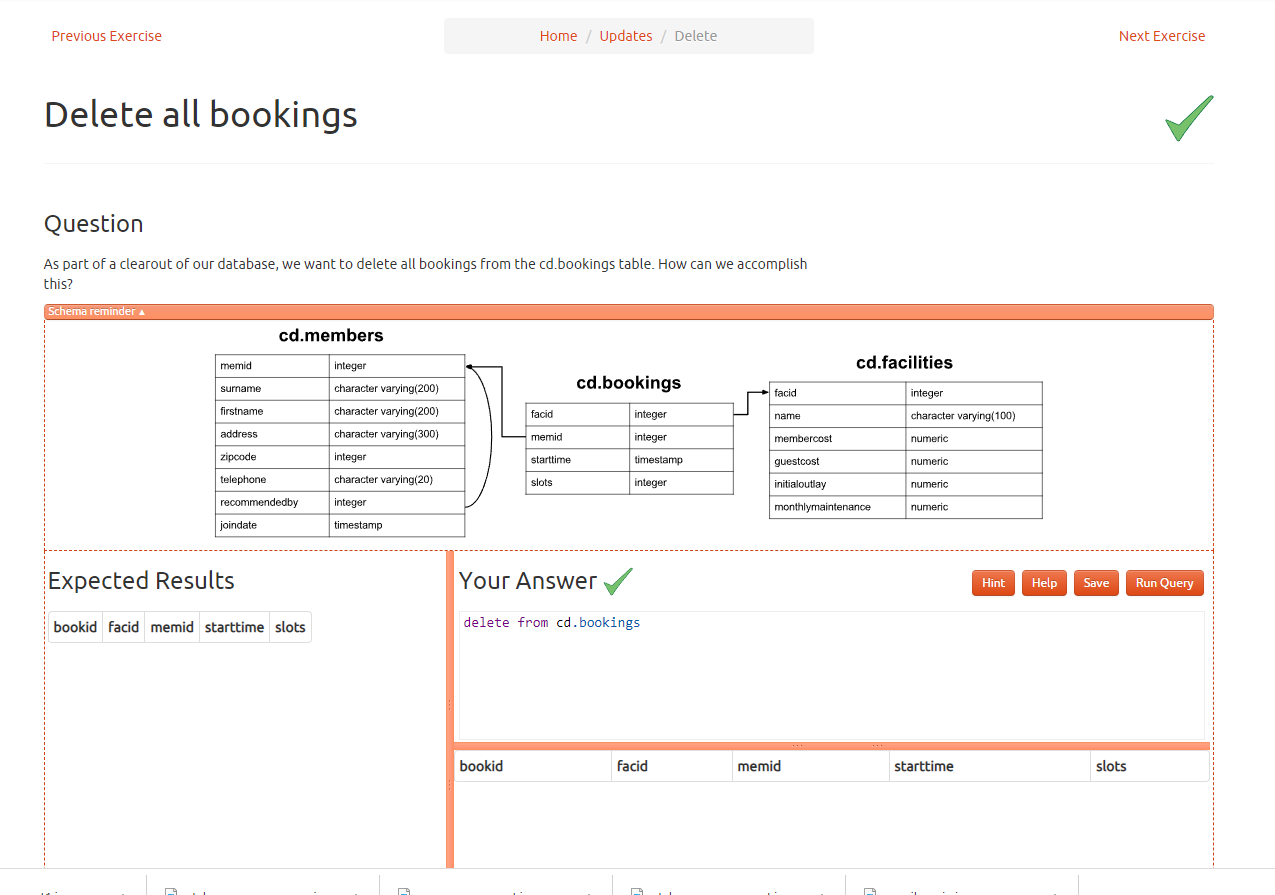 Previous Exercise
Home / Updates / Delete
Next Exercise
Delete all bookings
Question
As part of a clearout of our database, we want to delete all bookings from the cd.bookings table. How can we accomplish
this?
Schema reminder ▴
cd.members
memid integer
surname character varying(200)
firstname character varying(200)
address character varying(300)
zipcode integer
telephone character varying(20)
recommendedby integer
joindate timestamp
cd.bookings
facid integer
memid integer
starttime timestamp
slots integer
cd.facilities
facid integer
name character varying(100)
membercost numeric
guestcost numeric
initialoutlay numeric
monthlymaintenance numeric
Expected Results
bookid facid memid starttime slots
Your Answer
Hint Help Save Run Query
delete from cd.bookings
bookid facid memid starttime slots